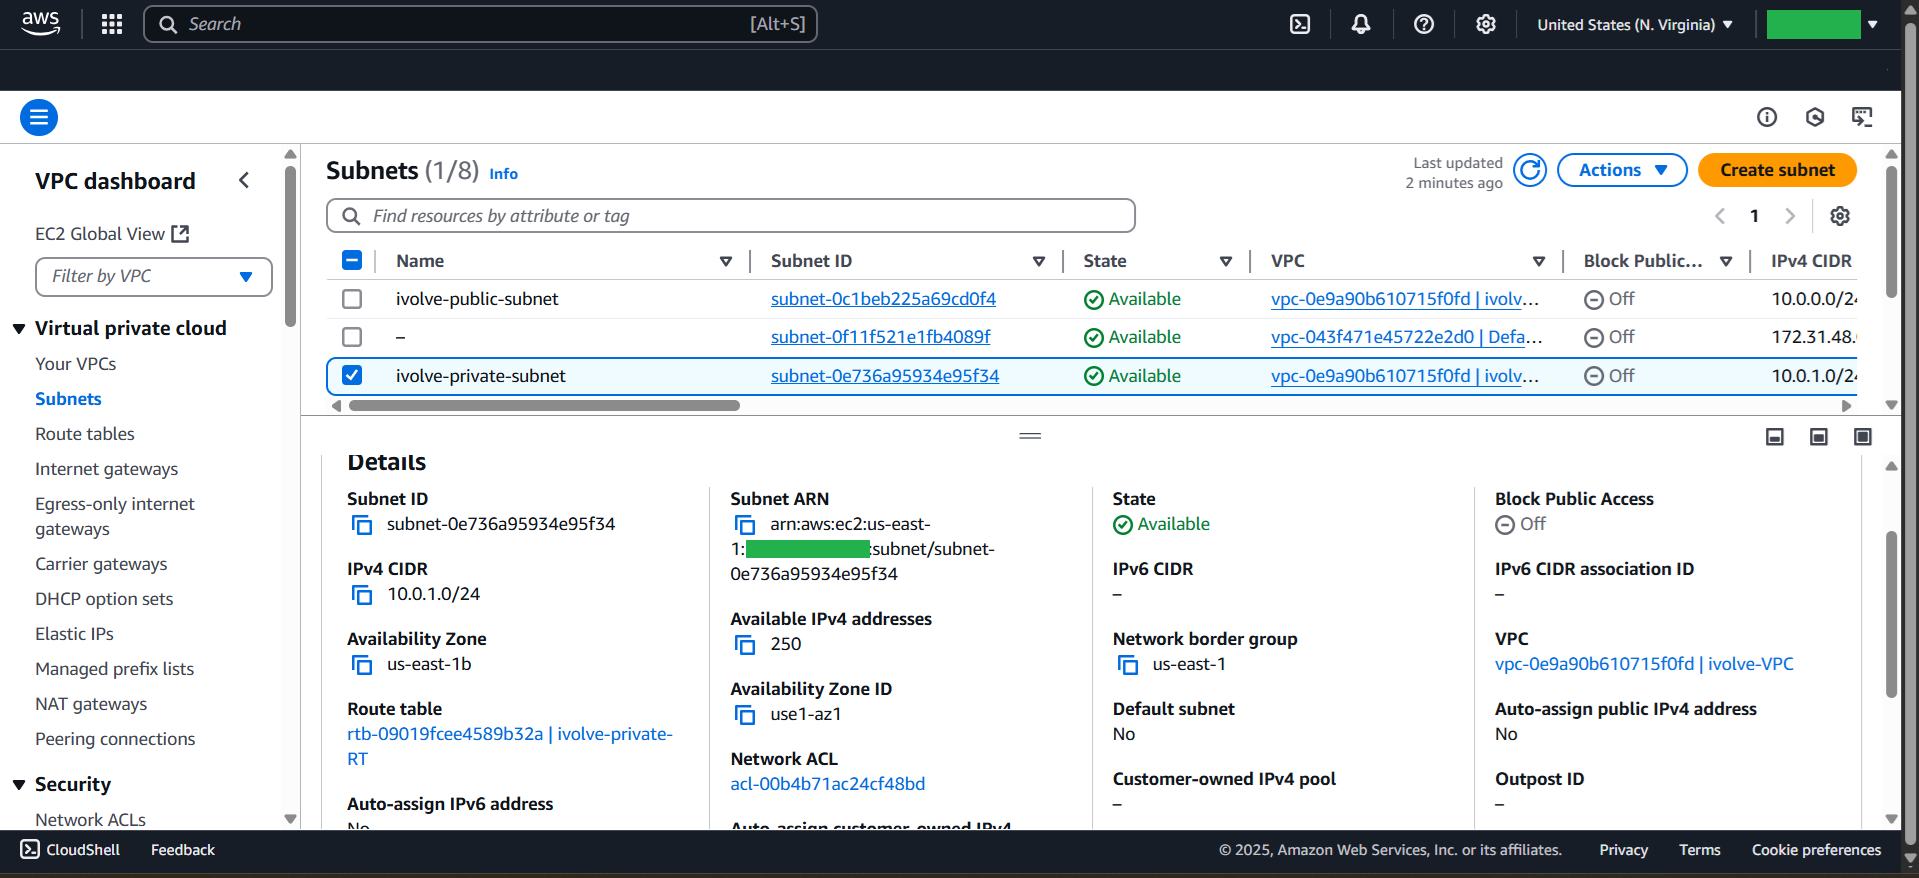 aws
Search [Alt+S]
United States (N. Virginia)
VPC dashboard
EC2 Global View
Filter by VPC
Virtual private cloud
Your VPCs
Subnets
Route tables
Internet gateways
Egress-only internet
gateways
Carrier gateways
DHCP option sets
Elastic IPs
Managed prefix lists
NAT gateways
Peering connections
Security
Network ACLs
Subnets (1/8) Info
Last updated
2 minutes ago
Actions
Create subnet
Find resources by attribute or tag
1
Name Subnet ID State VPC Block Public... IPv4 CIDR
ivolve-public-subnet subnet-0c1beb225a69cd0f4 Available vpc-0e9a90b610715f0fd | ivolv... Off 10.0.0.0/24
– subnet-0f11f521e1fb4089f Available vpc-043f471e45722e2d0 | Defa... Off 172.31.48.
ivolve-private-subnet subnet-0e736a95934e95f34 Available vpc-0e9a90b610715f0fd | ivolv... Off 10.0.1.0/24
Details
Subnet ID
subnet-0e736a95934e95f34
IPv4 CIDR
10.0.1.0/24
Availability Zone
us-east-1b
Route table
rtb-09019fcee4589b32a | ivolve-private-
RT
Auto-assign IPv6 address
No
Subnet ARN
arn:aws:ec2:us-east-
1: :subnet/subnet-
0e736a95934e95f34
Available IPv4 addresses
250
Availability Zone ID
use1-az1
Network ACL
acl-00b4b71ac24cf48bd
Auto-assign customer-owned IPv4
State
Available
IPv6 CIDR
–
Network border group
us-east-1
Default subnet
No
Customer-owned IPv4 pool
–
Block Public Access
Off
IPv6 CIDR association ID
–
VPC
vpc-0e9a90b610715f0fd | ivolve-VPC
Auto-assign public IPv4 address
No
Outpost ID
–
CloudShell Feedback © 2025, Amazon Web Services, Inc. or its affiliates. Privacy Terms Cookie preferences